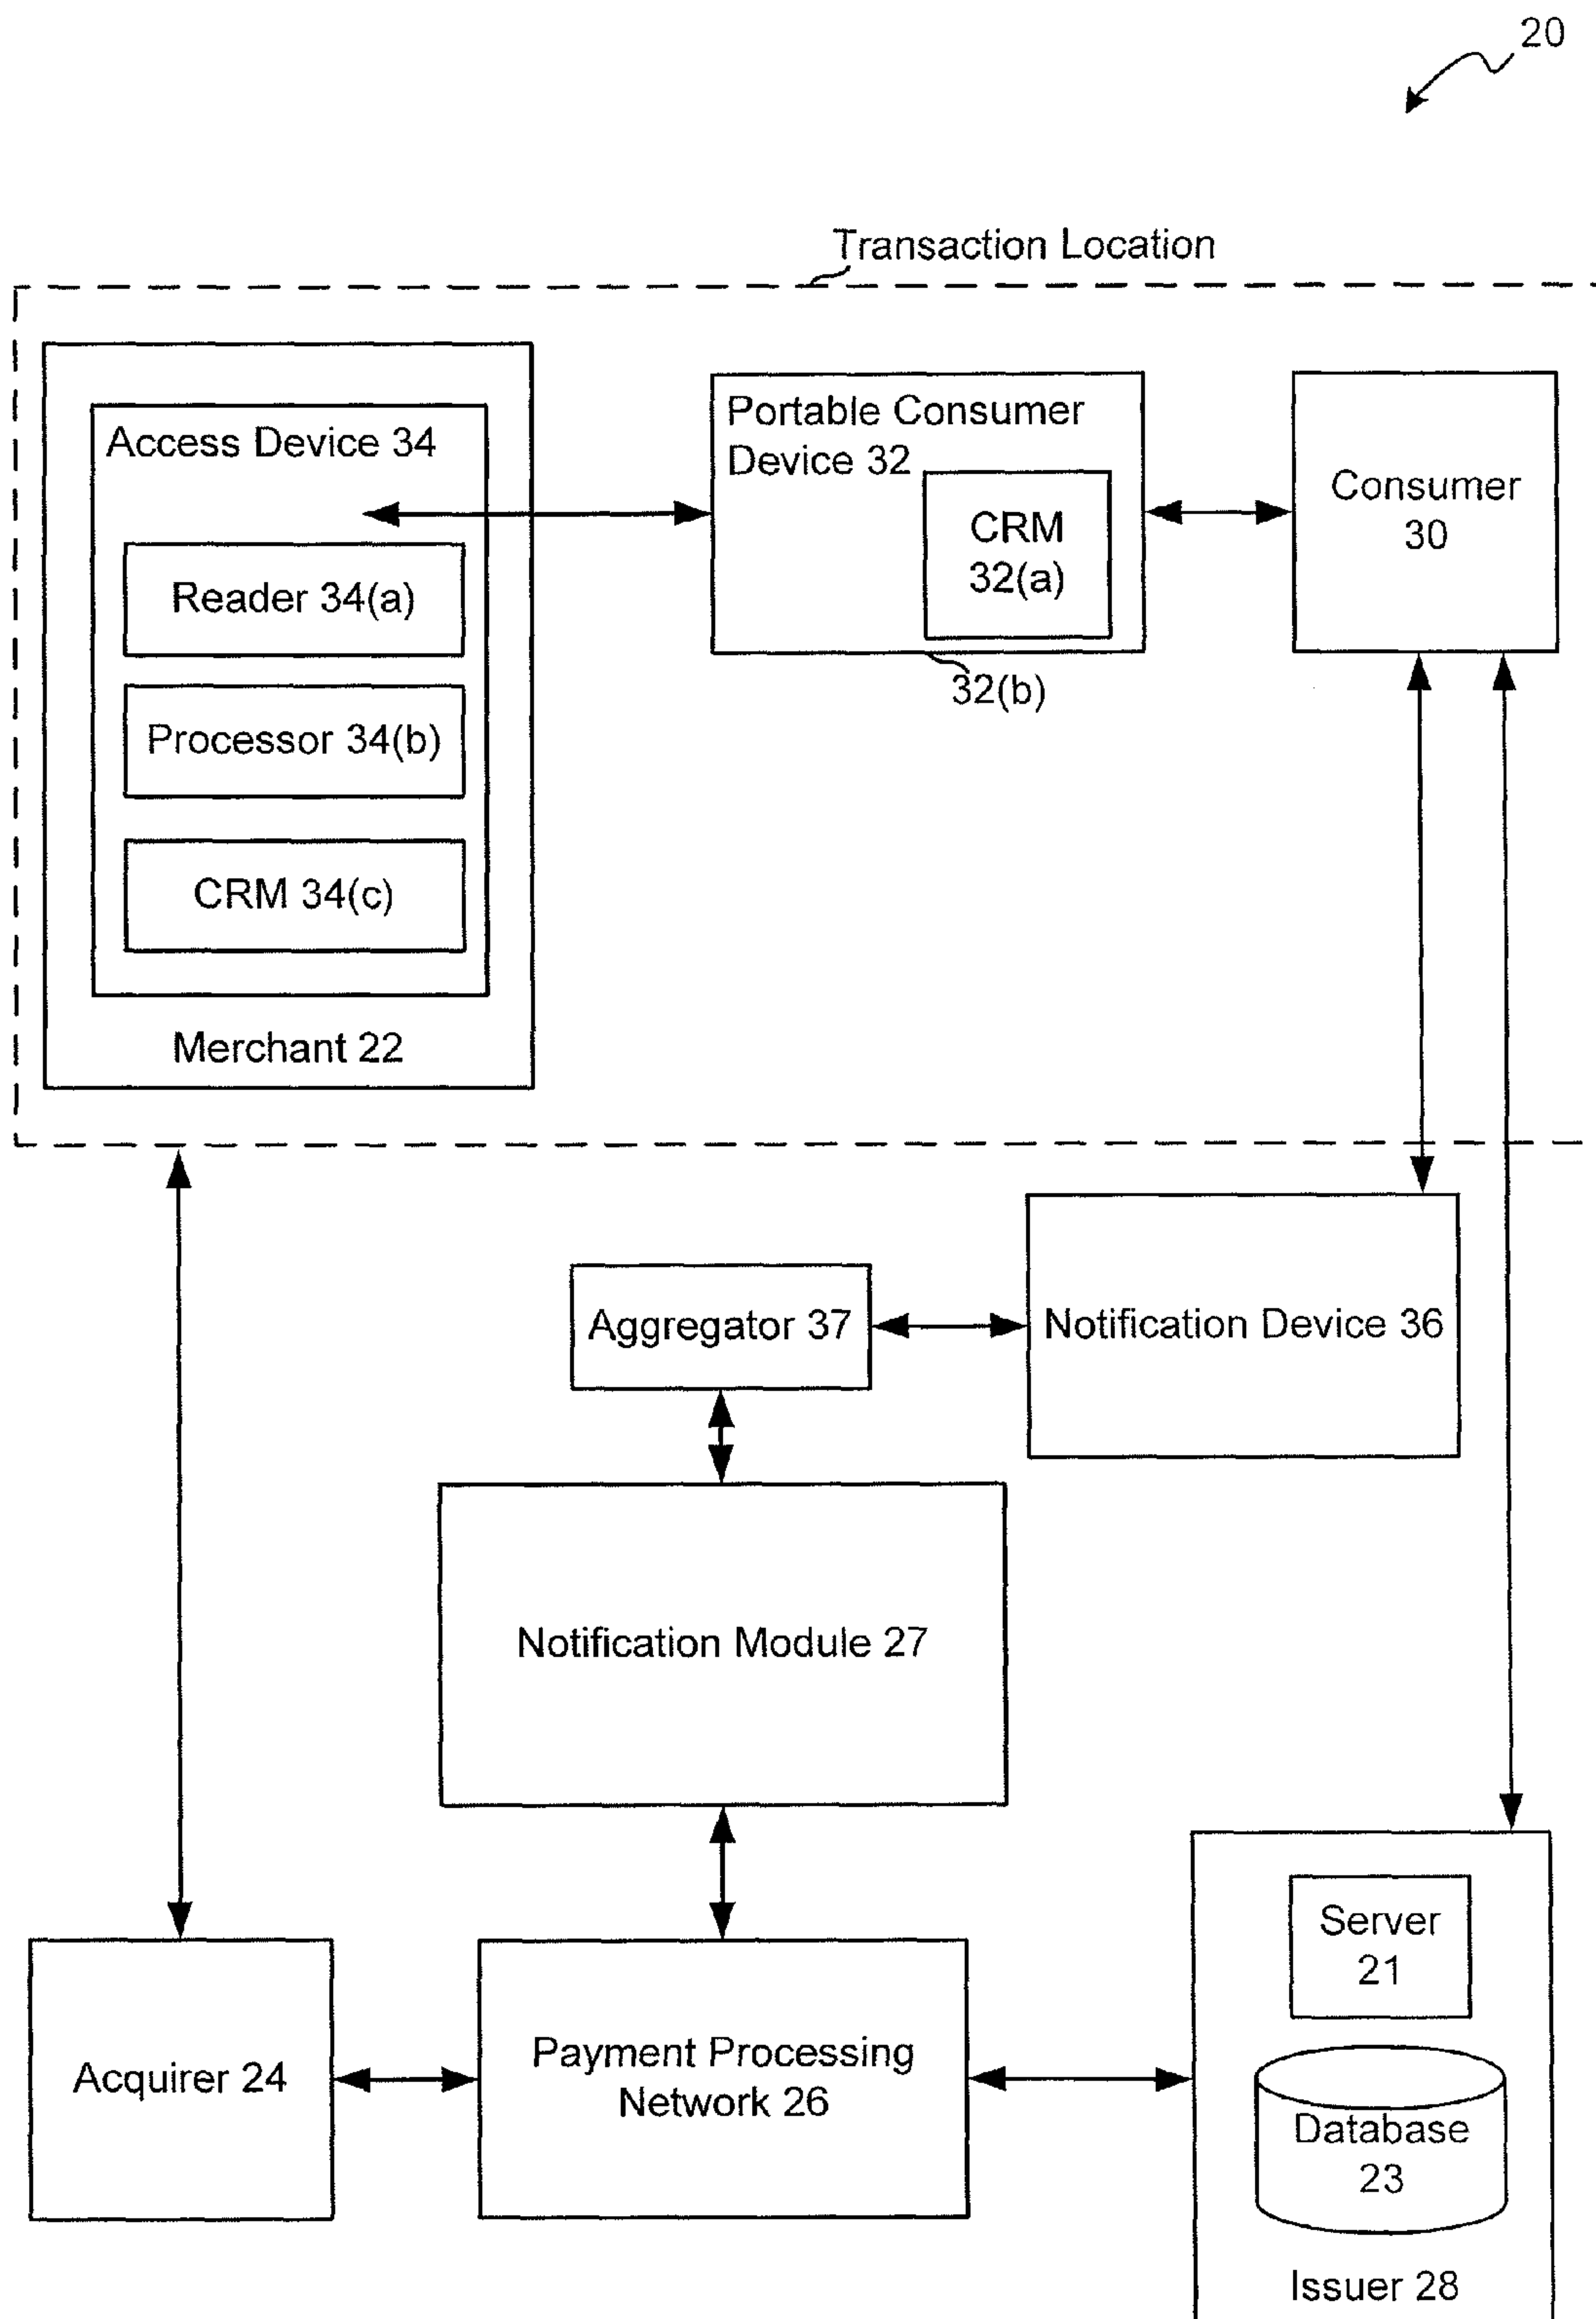 20
Transaction Location
Access Device 34
Reader 34(a)
Processor 34(b)
CRM 34(c)
Merchant 22
Portable Consumer
Device 32
CRM
32(a)
32(b)
Consumer
30
Aggregator 37
Notification Device 36
Notification Module 27
Acquirer 24
Payment Processing
Network 26
Server
21
Database
23
Issuer 28